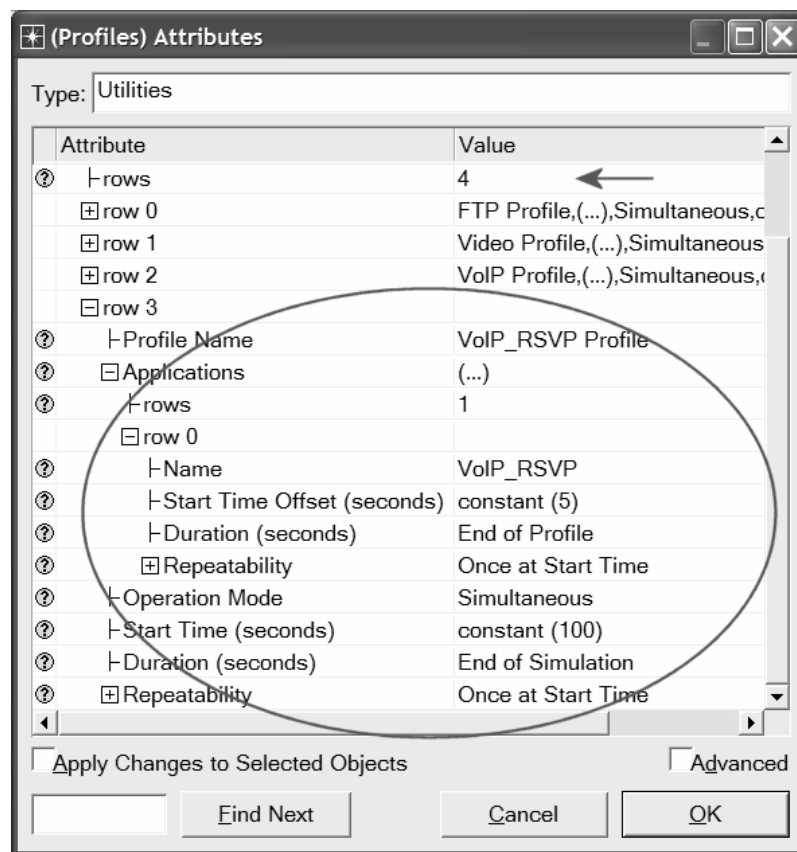 (Profiles) Attributes
Type: Utilities
Attribute Value
rows 4
row 0 FTP Profile,(...),Simultaneous,c
row 1 Video Profile,(...),Simultaneous
row 2 VoIP Profile,(...),Simultaneous,
row 3
Profile Name VoIP_RSVP Profile
Applications (...)
rows 1
row 0
Name VoIP_RSVP
Start Time Offset (seconds) constant (5)
Duration (seconds) End of Profile
Repeatability Once at Start Time
Operation Mode Simultaneous
Start Time (seconds) constant (100)
Duration (seconds) End of Simulation
Repeatability Once at Start Time
Apply Changes to Selected Objects Advanced
Find Next Cancel OK